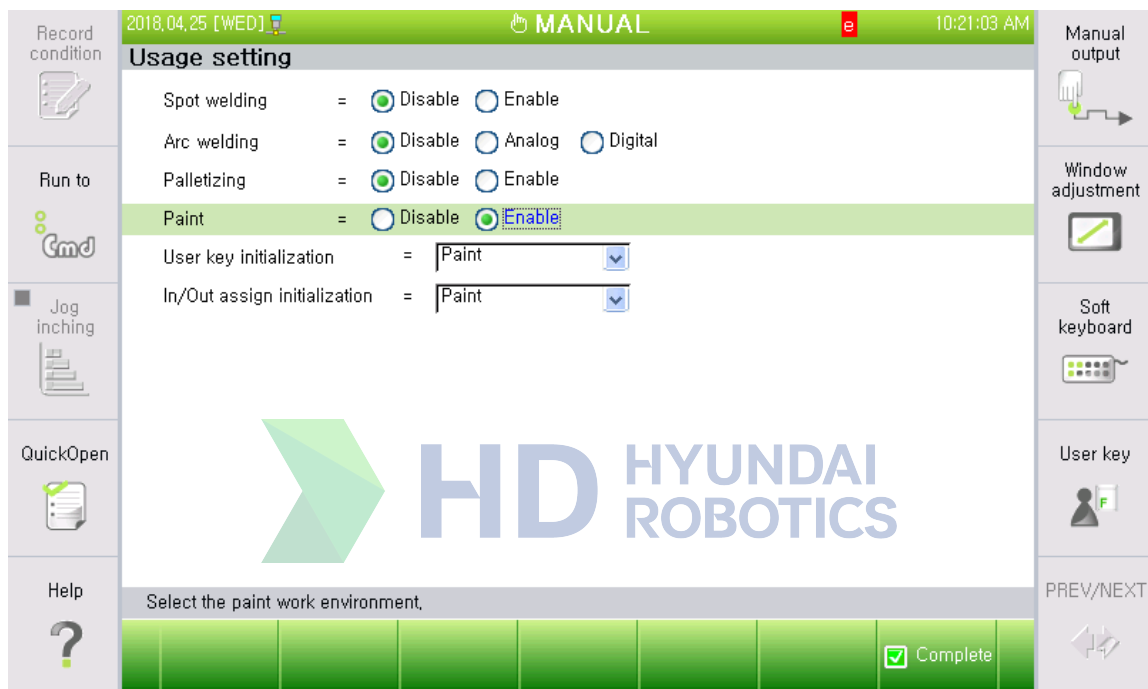 Record
condition
Run to
Cmd
Jog
inching
QuickOpen
Help
?
2018,04,25 [WED] MANUAL e 10:21:03 AM
Usage setting
Spot welding = Disable Enable
Arc welding = Disable Analog Digital
Palletizing = Disable Enable
Paint = Disable Enable
User key initialization = Paint
In/Out assign initialization = Paint
HD HYUNDAI
ROBOTICS
Select the paint work environment,
Complete
Manual
output
Window
adjustment
Soft
keyboard
User key
F
PREV/NEXT